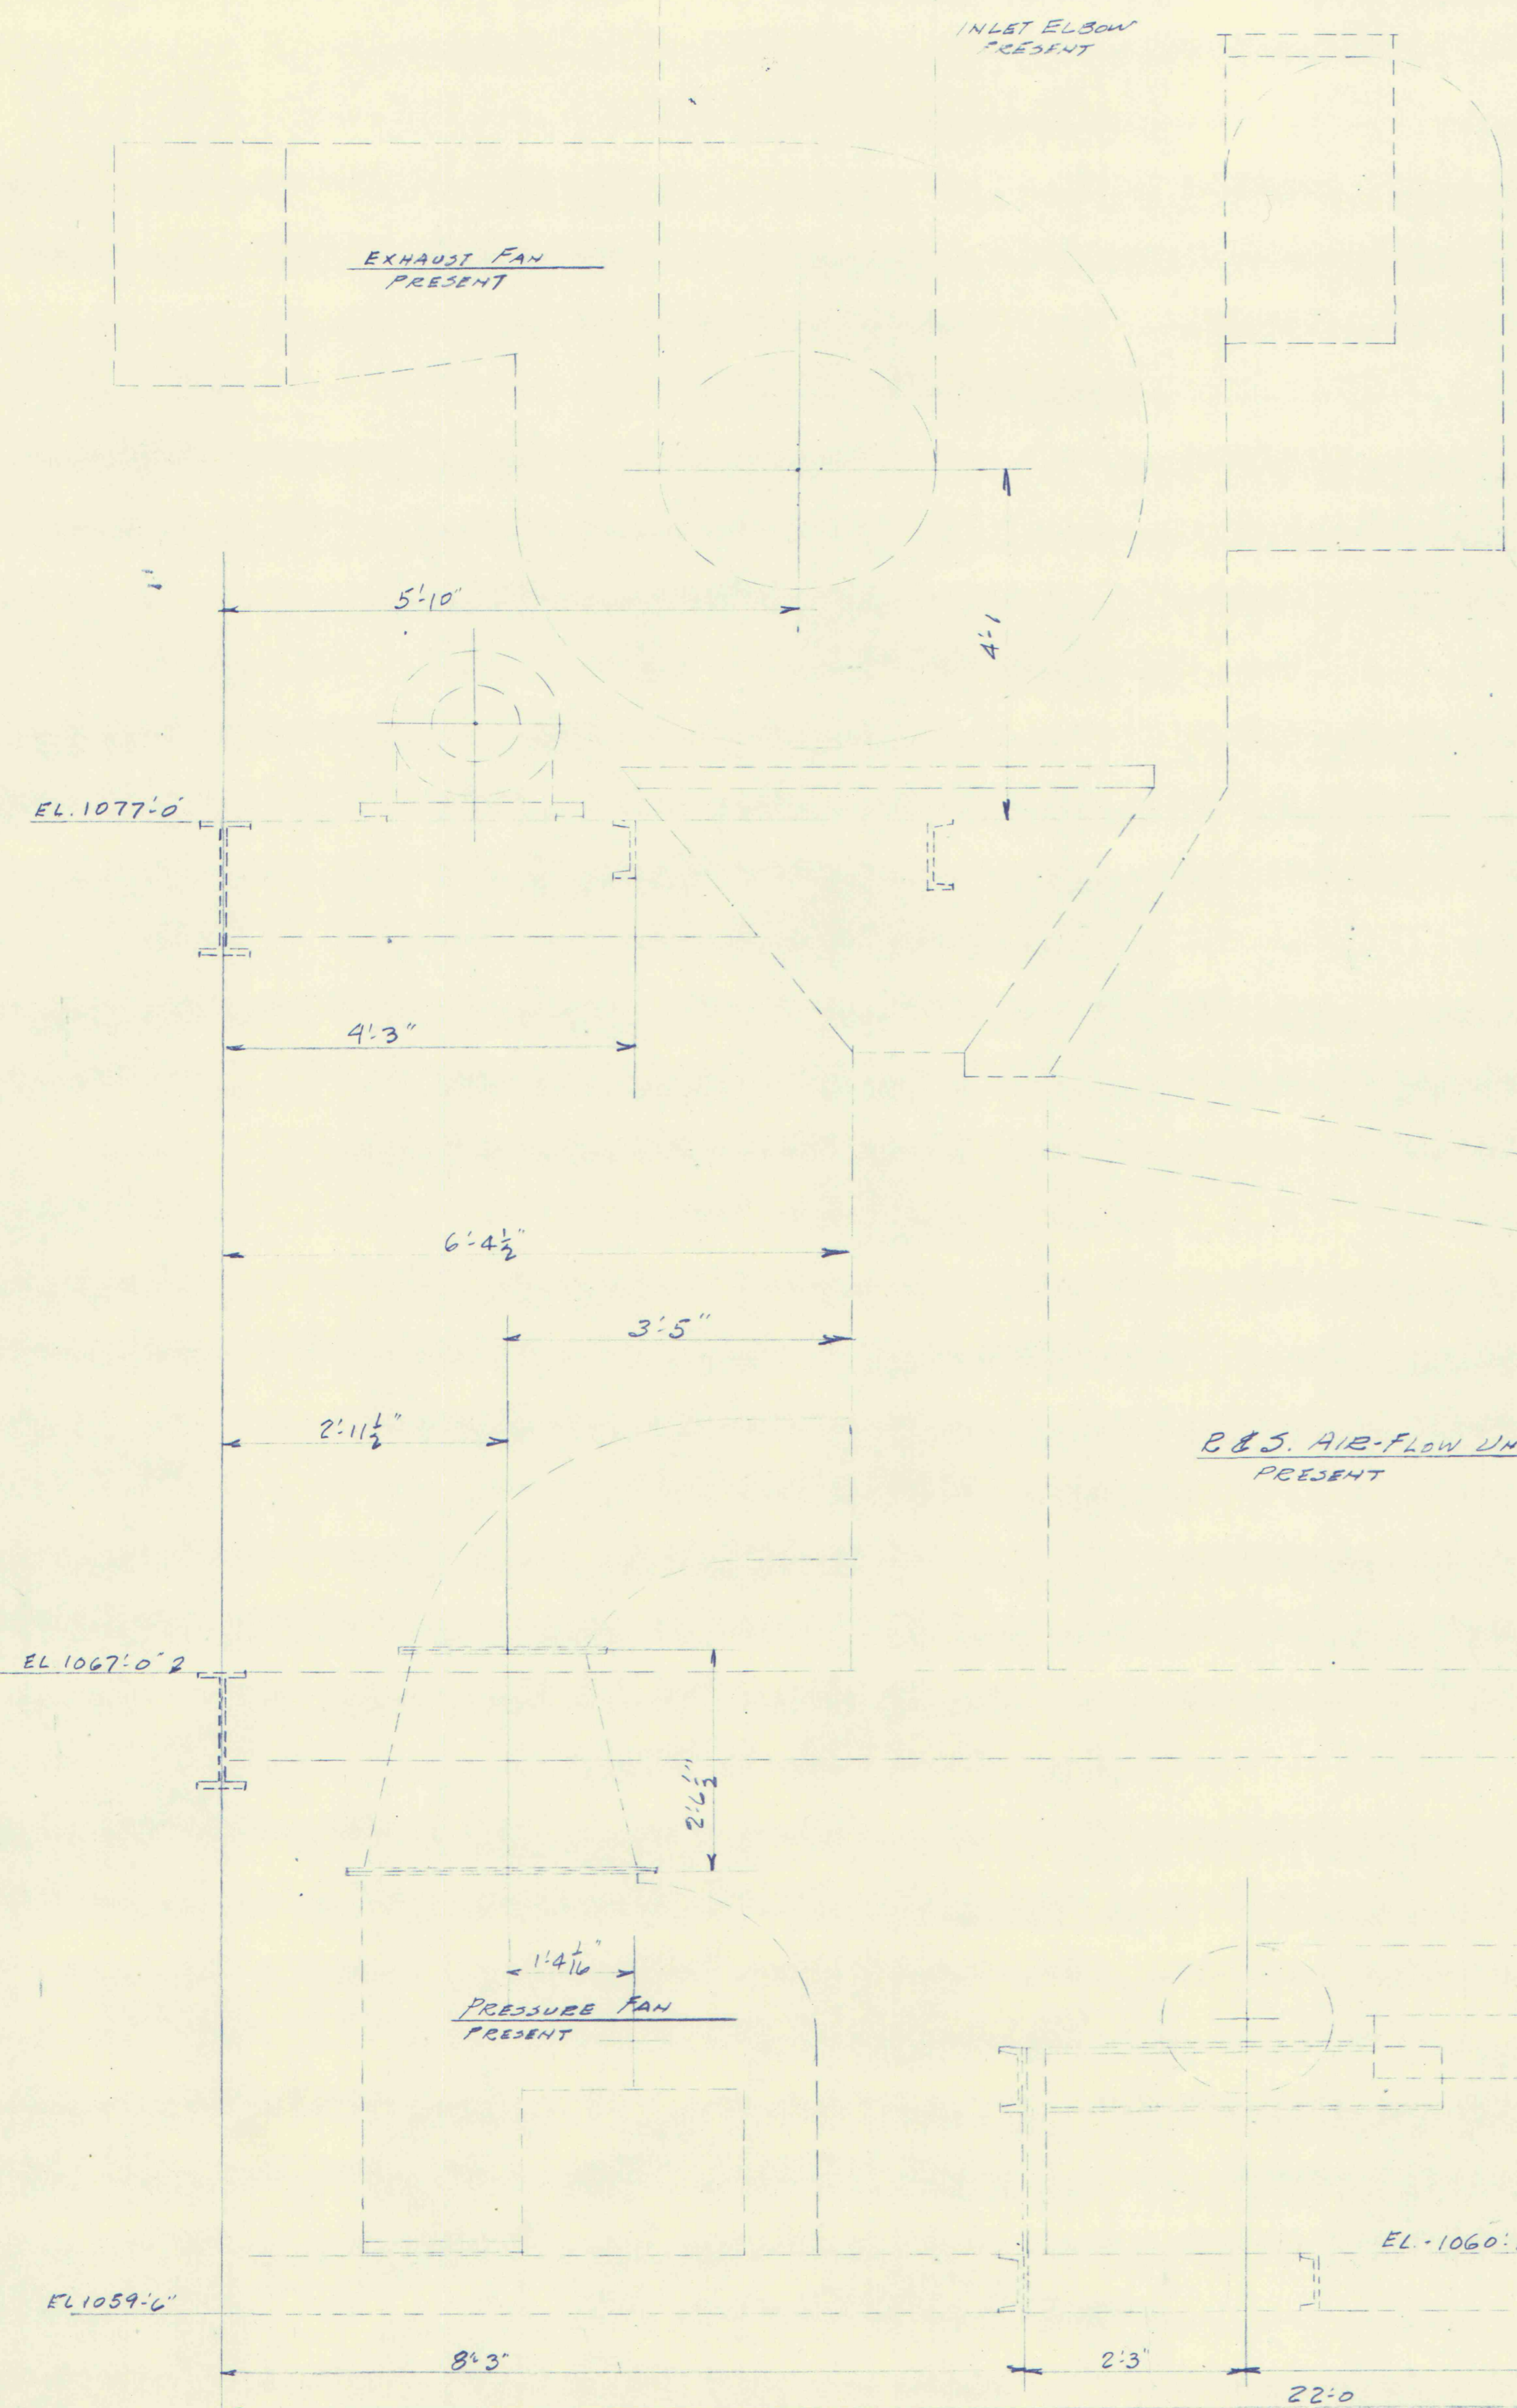 INLET ELBOW
PRESENT
EXHAUST FAN
PRESENT
5'-10"
4'-1
EL. 1077'-0"
4'-3"
6'-4½"
3'-5"
2'-11½"
R & S. AIR-FLOW UN
PRESENT
EL 1067'-0"
2'-6½"
1'-4 1/16"
PRESSURE FAN
PRESENT
EL.-1060'-
EL 1059'-6"
8'-3"
2'-3"
22'-0